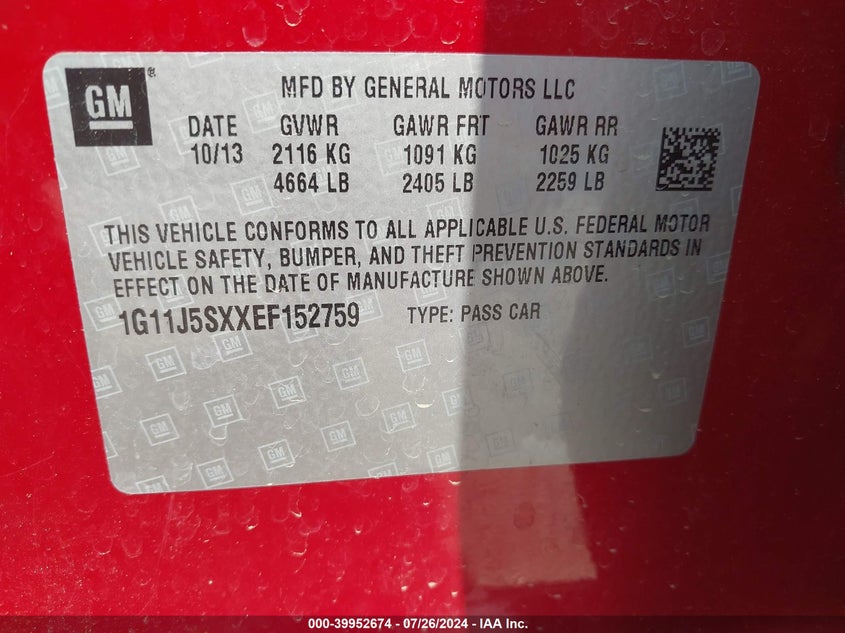 GM®
MFD BY GENERAL MOTORS LLC
DATE GVWR GAWR FRT GAWR RR
10/13 2116 KG 1091 KG 1025 KG
4664 LB 2405 LB 2259 LB
THIS VEHICLE CONFORMS TO ALL APPLICABLE U.S. FEDERAL MOTOR
VEHICLE SAFETY, BUMPER, AND THEFT PREVENTION STANDARDS IN
EFFECT ON THE DATE OF MANUFACTURE SHOWN ABOVE.
1G11J5SXXEF152759 TYPE: PASS CAR
000-39952674 - 07/26/2024 - IAA Inc.